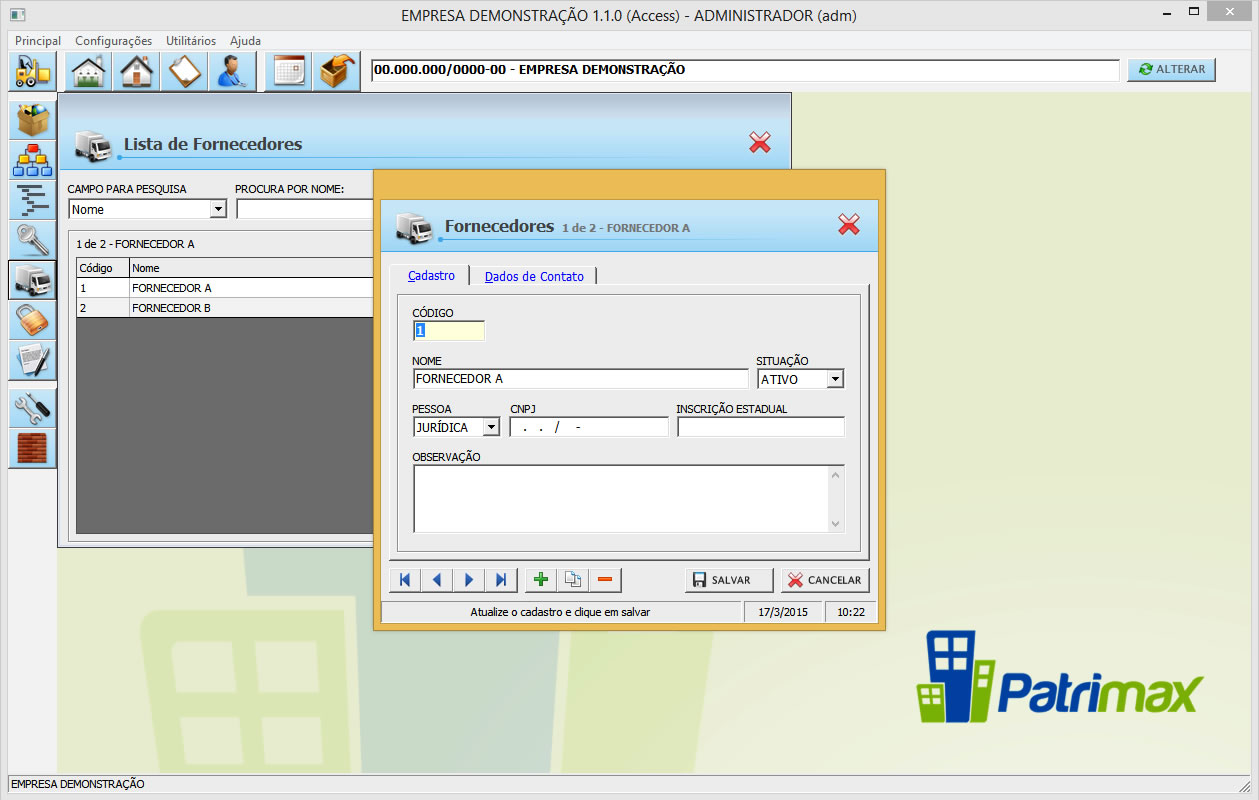 EMPRESA DEMONSTRAÇÃO 1.1.0 (Access) - ADMINISTRADOR (adm)
Principal Configurações Utilitários Ajuda
00.000.000/0000-00 - EMPRESA DEMONSTRAÇÃO
ALTERAR
Lista de Fornecedores
CAMPO PARA PESQUISA PROCURA POR NOME:
Nome
1 de 2 - FORNECEDOR A
Código Nome
1 FORNECEDOR A
2 FORNECEDOR B
Fornecedores 1 de 2 - FORNECEDOR A
Cadastro Dados de Contato
CÓDIGO
1
NOME SITUAÇÃO
FORNECEDOR A ATIVO
PESSOA CNPJ INSCRIÇÃO ESTADUAL
JURÍDICA . . / -
OBSERVAÇÃO
SALVAR CANCELAR
Atualize o cadastro e clique em salvar 17/3/2015 10:22
Patrimax
EMPRESA DEMONSTRAÇÃO